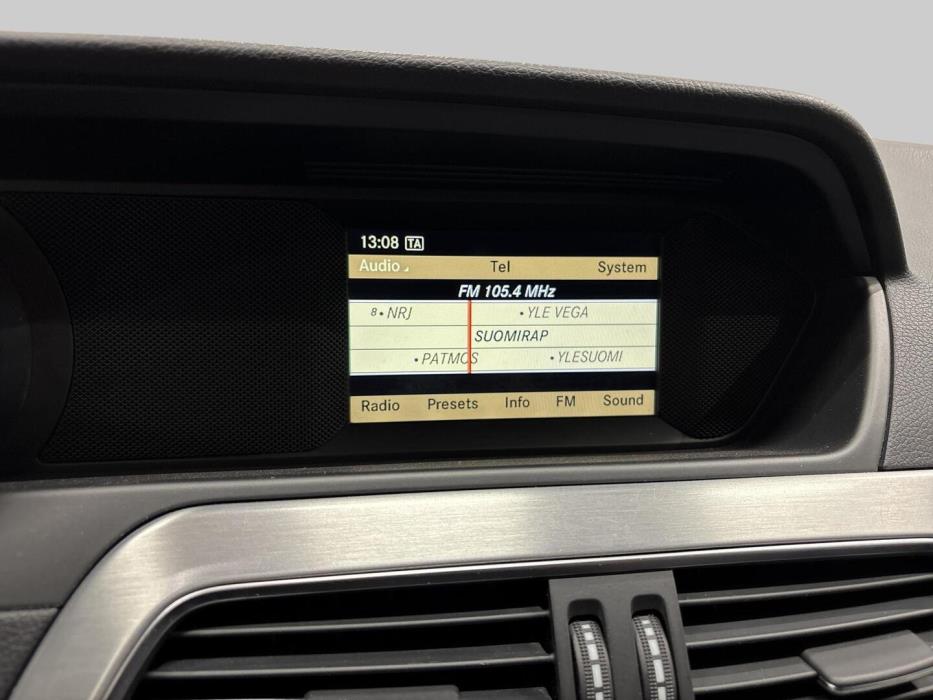 13:08 TA
Audio Tel System
FM 105.4 MHz
8• NRJ • YLE VEGA
SUOMIRAP
• PATMOS • YLESUOMI
Radio Presets Info FM Sound